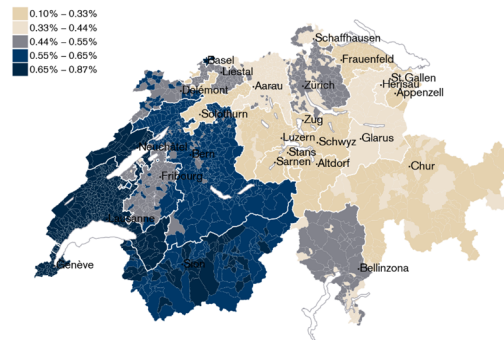 0.10% – 0.33%
0.33% – 0.44%
0.44% – 0.55%
0.55% – 0.65%
0.65% – 0.87%
Schaffhausen
Basel
Frauenfeld
Liestal
St.Gallen
Delémont
Aarau
Zürich
Herisau
Appenzell
Solothurn
Zug
Neuchâtel
Bern
Luzern
Schwyz
Glarus
Stans
Sarnen
Altdorf
Chur
Fribourg
Lausanne
Genève
Sion
Bellinzona